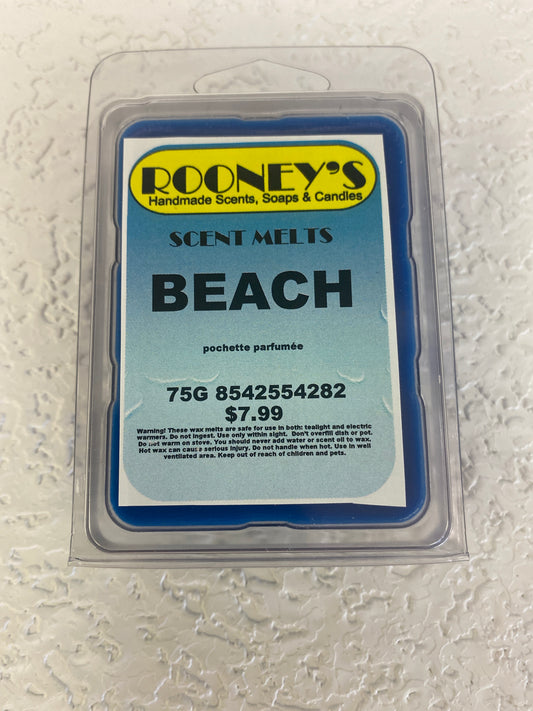 ROONEY'S
Handmade Scents, Soaps & Candles
SCENT MELTS
BEACH
pochette parfumée
75G 8542554282
$7.99
Warning! These wax melts are safe for use in both: tealight and electric
warmers. Do not ingest. Use only within sight. Don't overfill dish or pot.
Do not warm on stove. You should never add water or scent oil to wax.
Hot wax can cause serious injury. Do not handle when hot. Use in well
ventilated area. Keep out of reach of children and pets.